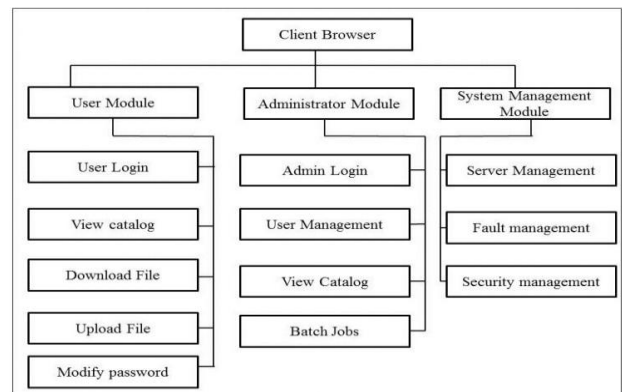 Client Browser
User Module
Administrator Module
System Management
Module
User Login
View catalog
Download File
Upload File
Modify password
Admin Login
User Management
View Catalog
Batch Jobs
Server Management
Fault management
Security management